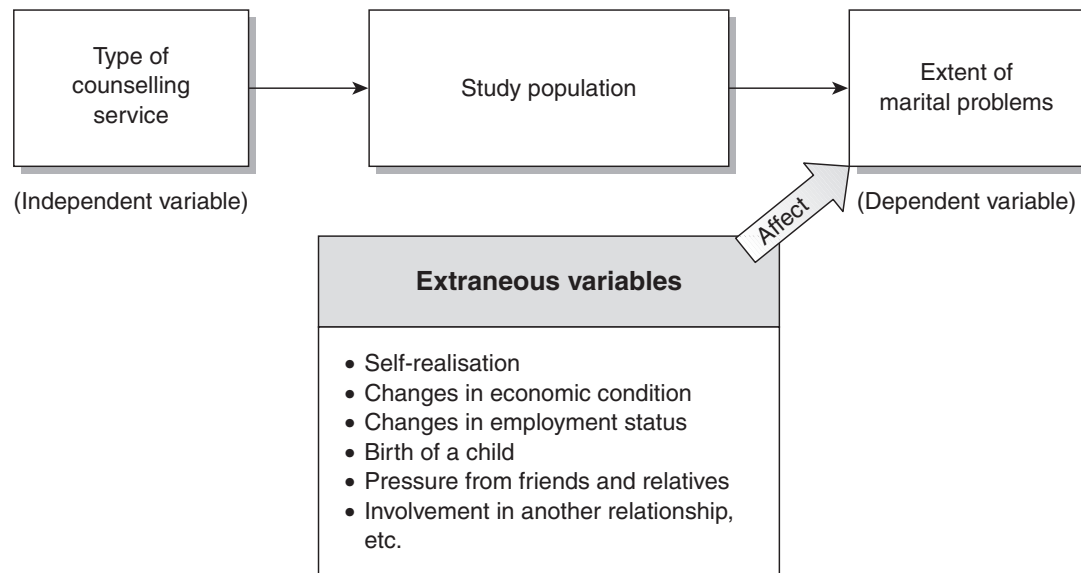 Type of
counselling
service
Study population
Extent of
marital problems
(Independent variable)
(Dependent variable)
Affect
Extraneous variables
• Self-realisation
• Changes in economic condition
• Changes in employment status
• Birth of a child
• Pressure from friends and relatives
• Involvement in another relationship,
etc.